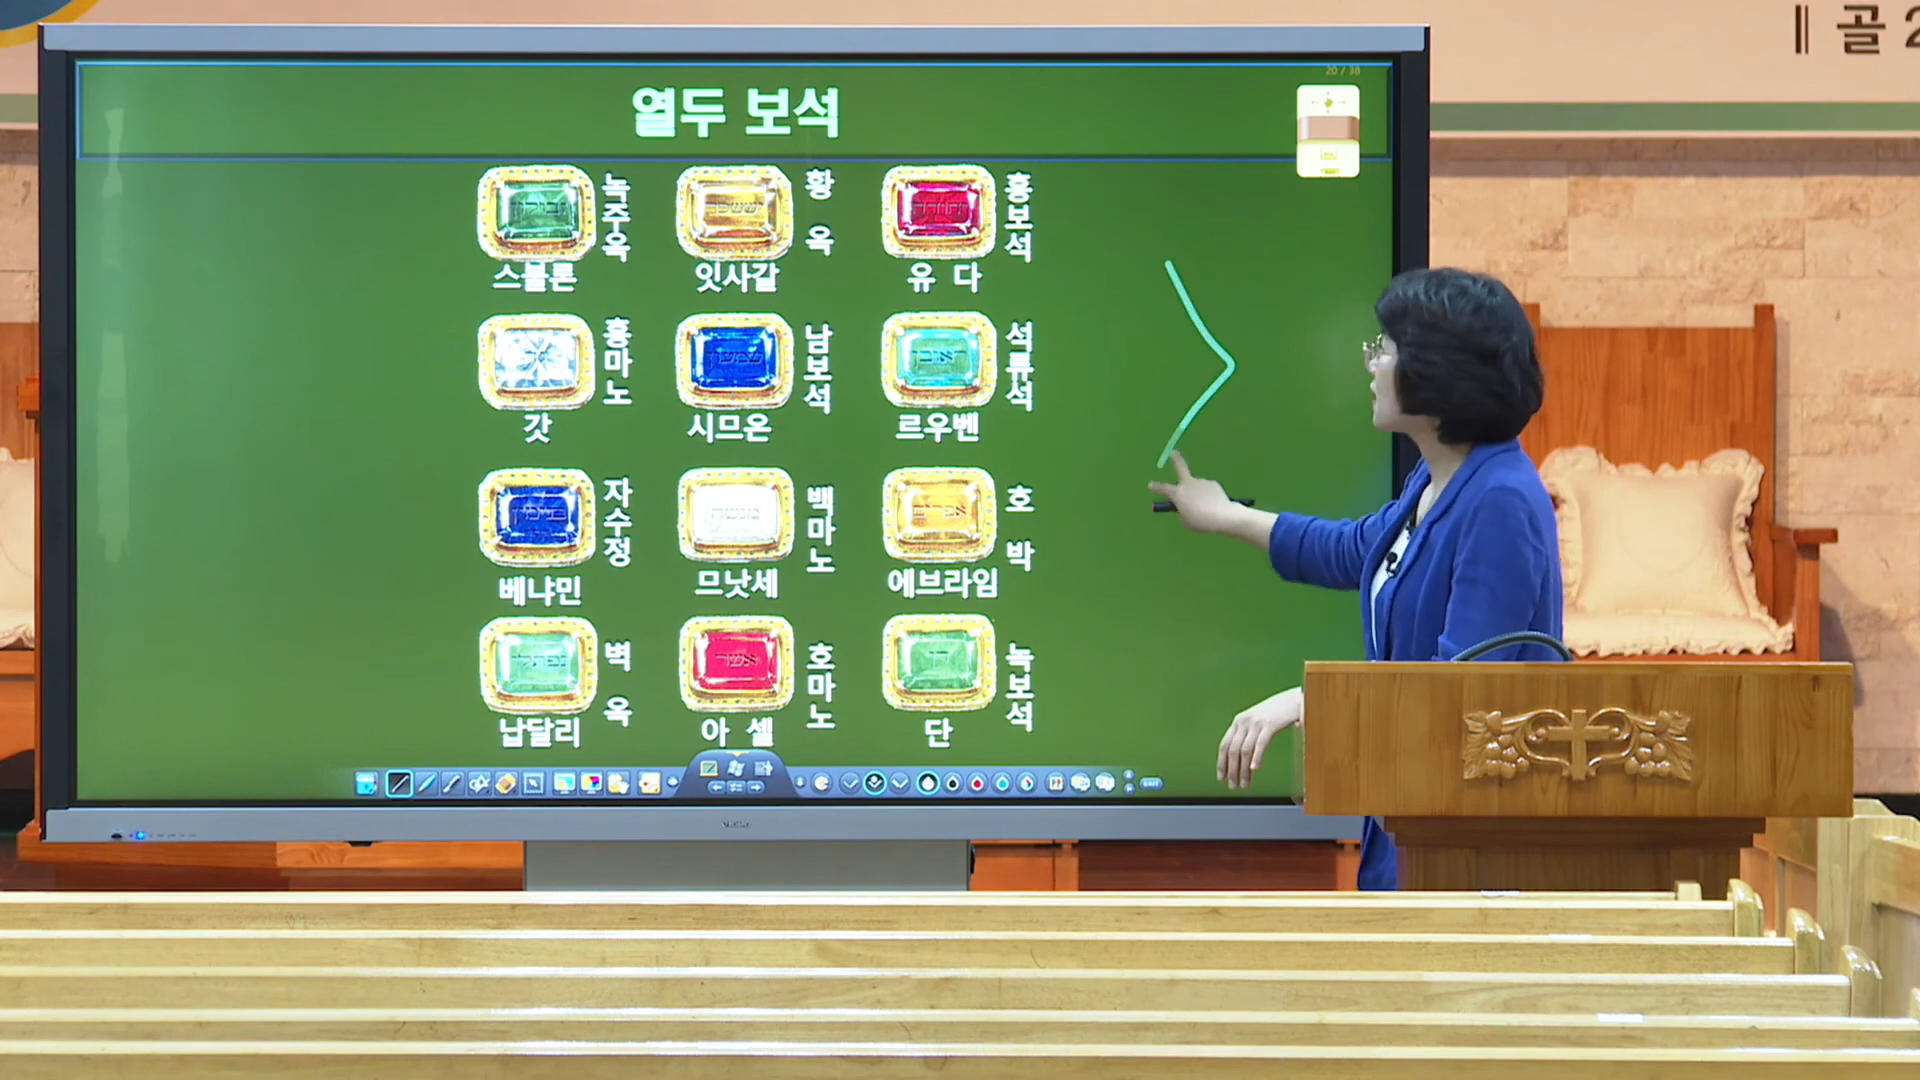 ‖ 골 2
20 / 38
열두 보석
녹주옥
황 옥
홍보석
스불론
잇사갈
유 다
홍마노
남보석
석류석
갓
시므온
르우벤
자수정
백마노
호 박
베냐민
므낫세
에브라임
벽 옥
호마노
녹보석
납달리
아 셀
단